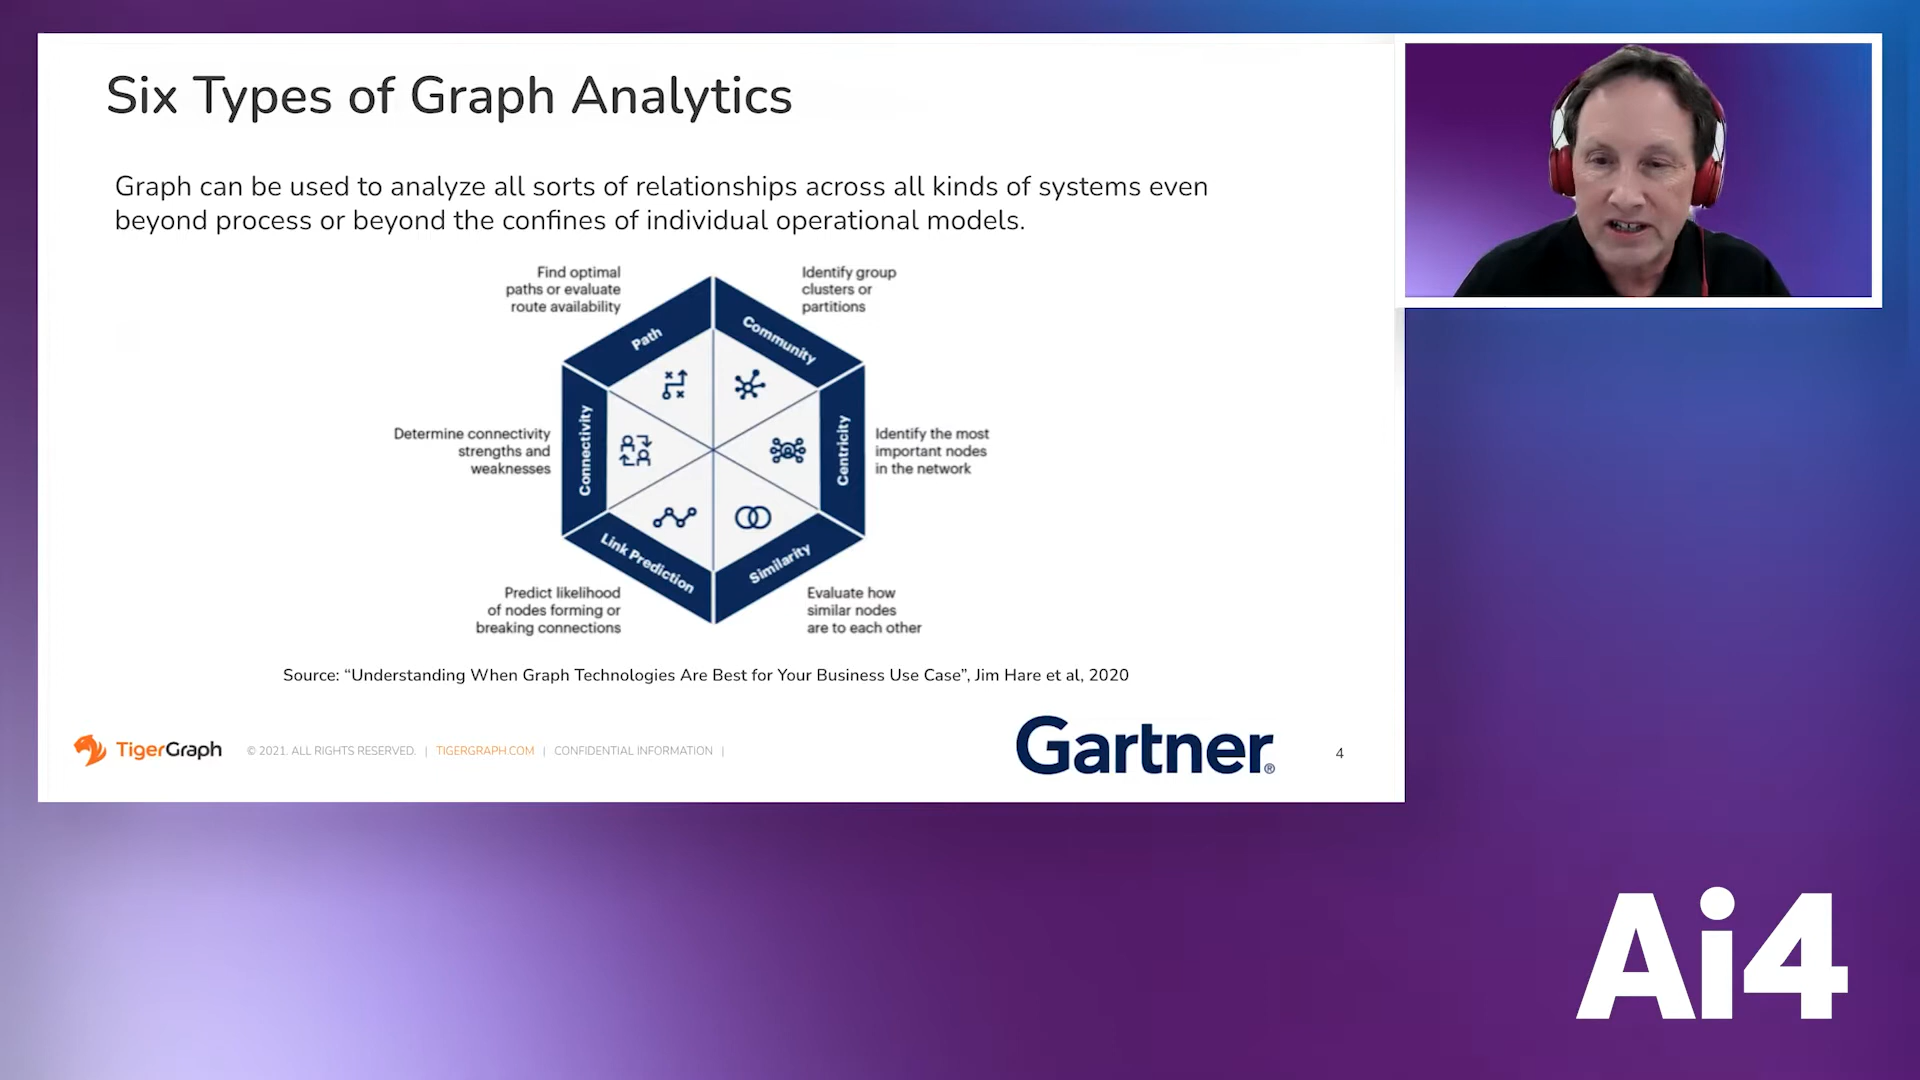 Six Types of Graph Analytics
Graph can be used to analyze all sorts of relationships across all kinds of systems even
beyond process or beyond the confines of individual operational models.
Find optimal
paths or evaluate
route availability
Identify group
clusters or
partitions
Path
Community
Determine connectivity
strengths and
weaknesses
Connectivity
Centricity
Identify the most
important nodes
in the network
Link Prediction
Similarity
Predict likelihood
of nodes forming or
breaking connections
Evaluate how
similar nodes
are to each other
Source: “Understanding When Graph Technologies Are Best for Your Business Use Case”, Jim Hare et al, 2020
TigerGraph
© 2021. ALL RIGHTS RESERVED. | TIGERGRAPH.COM | CONFIDENTIAL INFORMATION |
Gartner®
4
Ai4